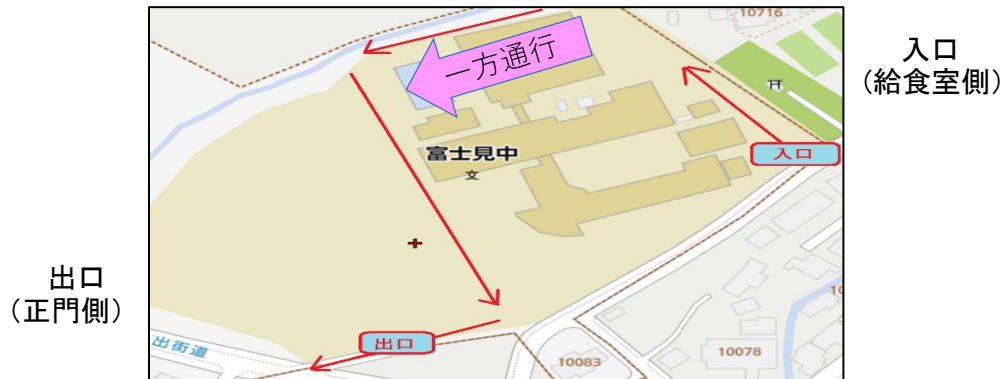 10716
入口
（給食室側）
一方通行
富士見中
文
入口
出口
（正門側）
出街道
出口
10083
10078